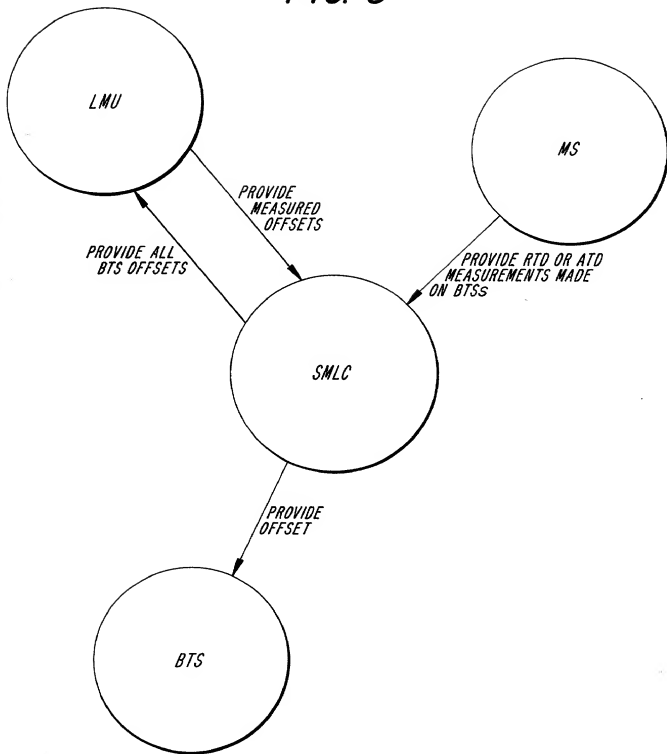 LMU
MS
PROVIDE
MEASURED
OFFSETS
PROVIDE ALL
BTS OFFSETS
PROVIDE RTD OR ATD
MEASUREMENTS MADE
ON BTSs
SMLC
PROVIDE
OFFSET
BTS